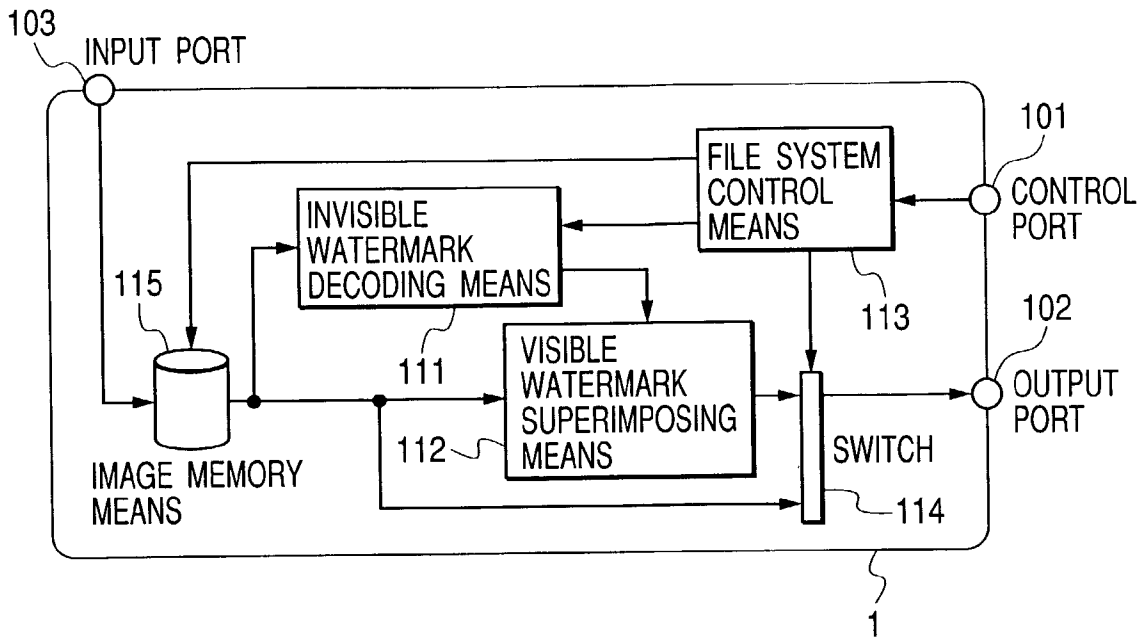 103
INPUT PORT
101
CONTROL
PORT
FILE SYSTEM
CONTROL
MEANS
113
INVISIBLE
WATERMARK
DECODING MEANS
111
115
IMAGE MEMORY
MEANS
VISIBLE
WATERMARK
SUPERIMPOSING
MEANS
112
102
OUTPUT
PORT
SWITCH
114
1